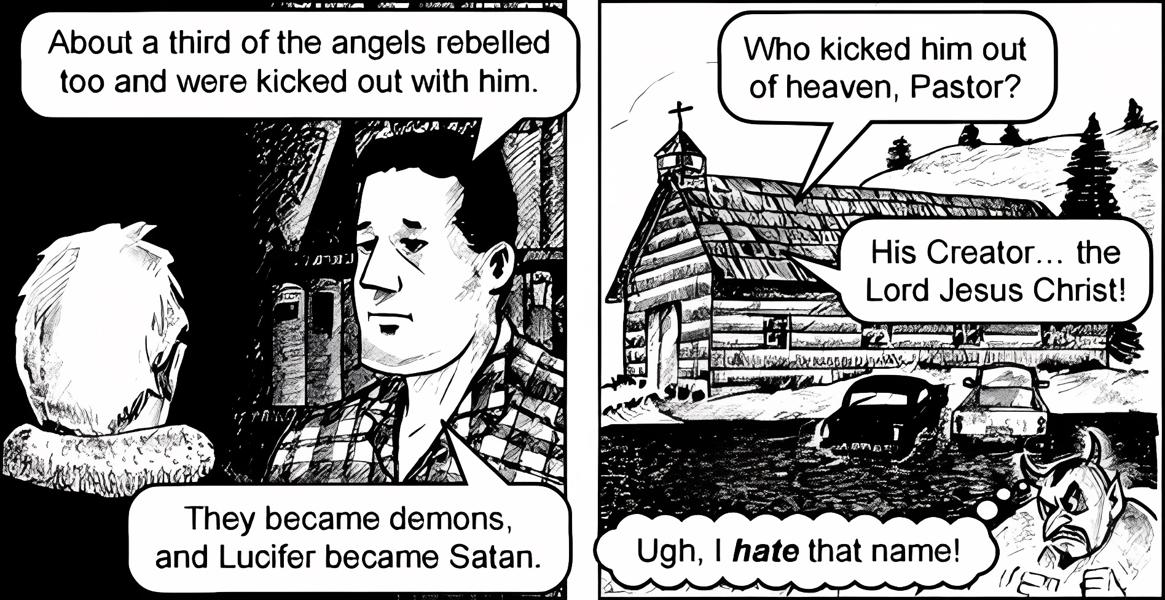 About a third of the angels rebelled
too and were kicked out with him.
They became demons,
and Lucifer became Satan.
Who kicked him out
of heaven, Pastor?
His Creator... the
Lord Jesus Christ!
Ugh, I hate that name!